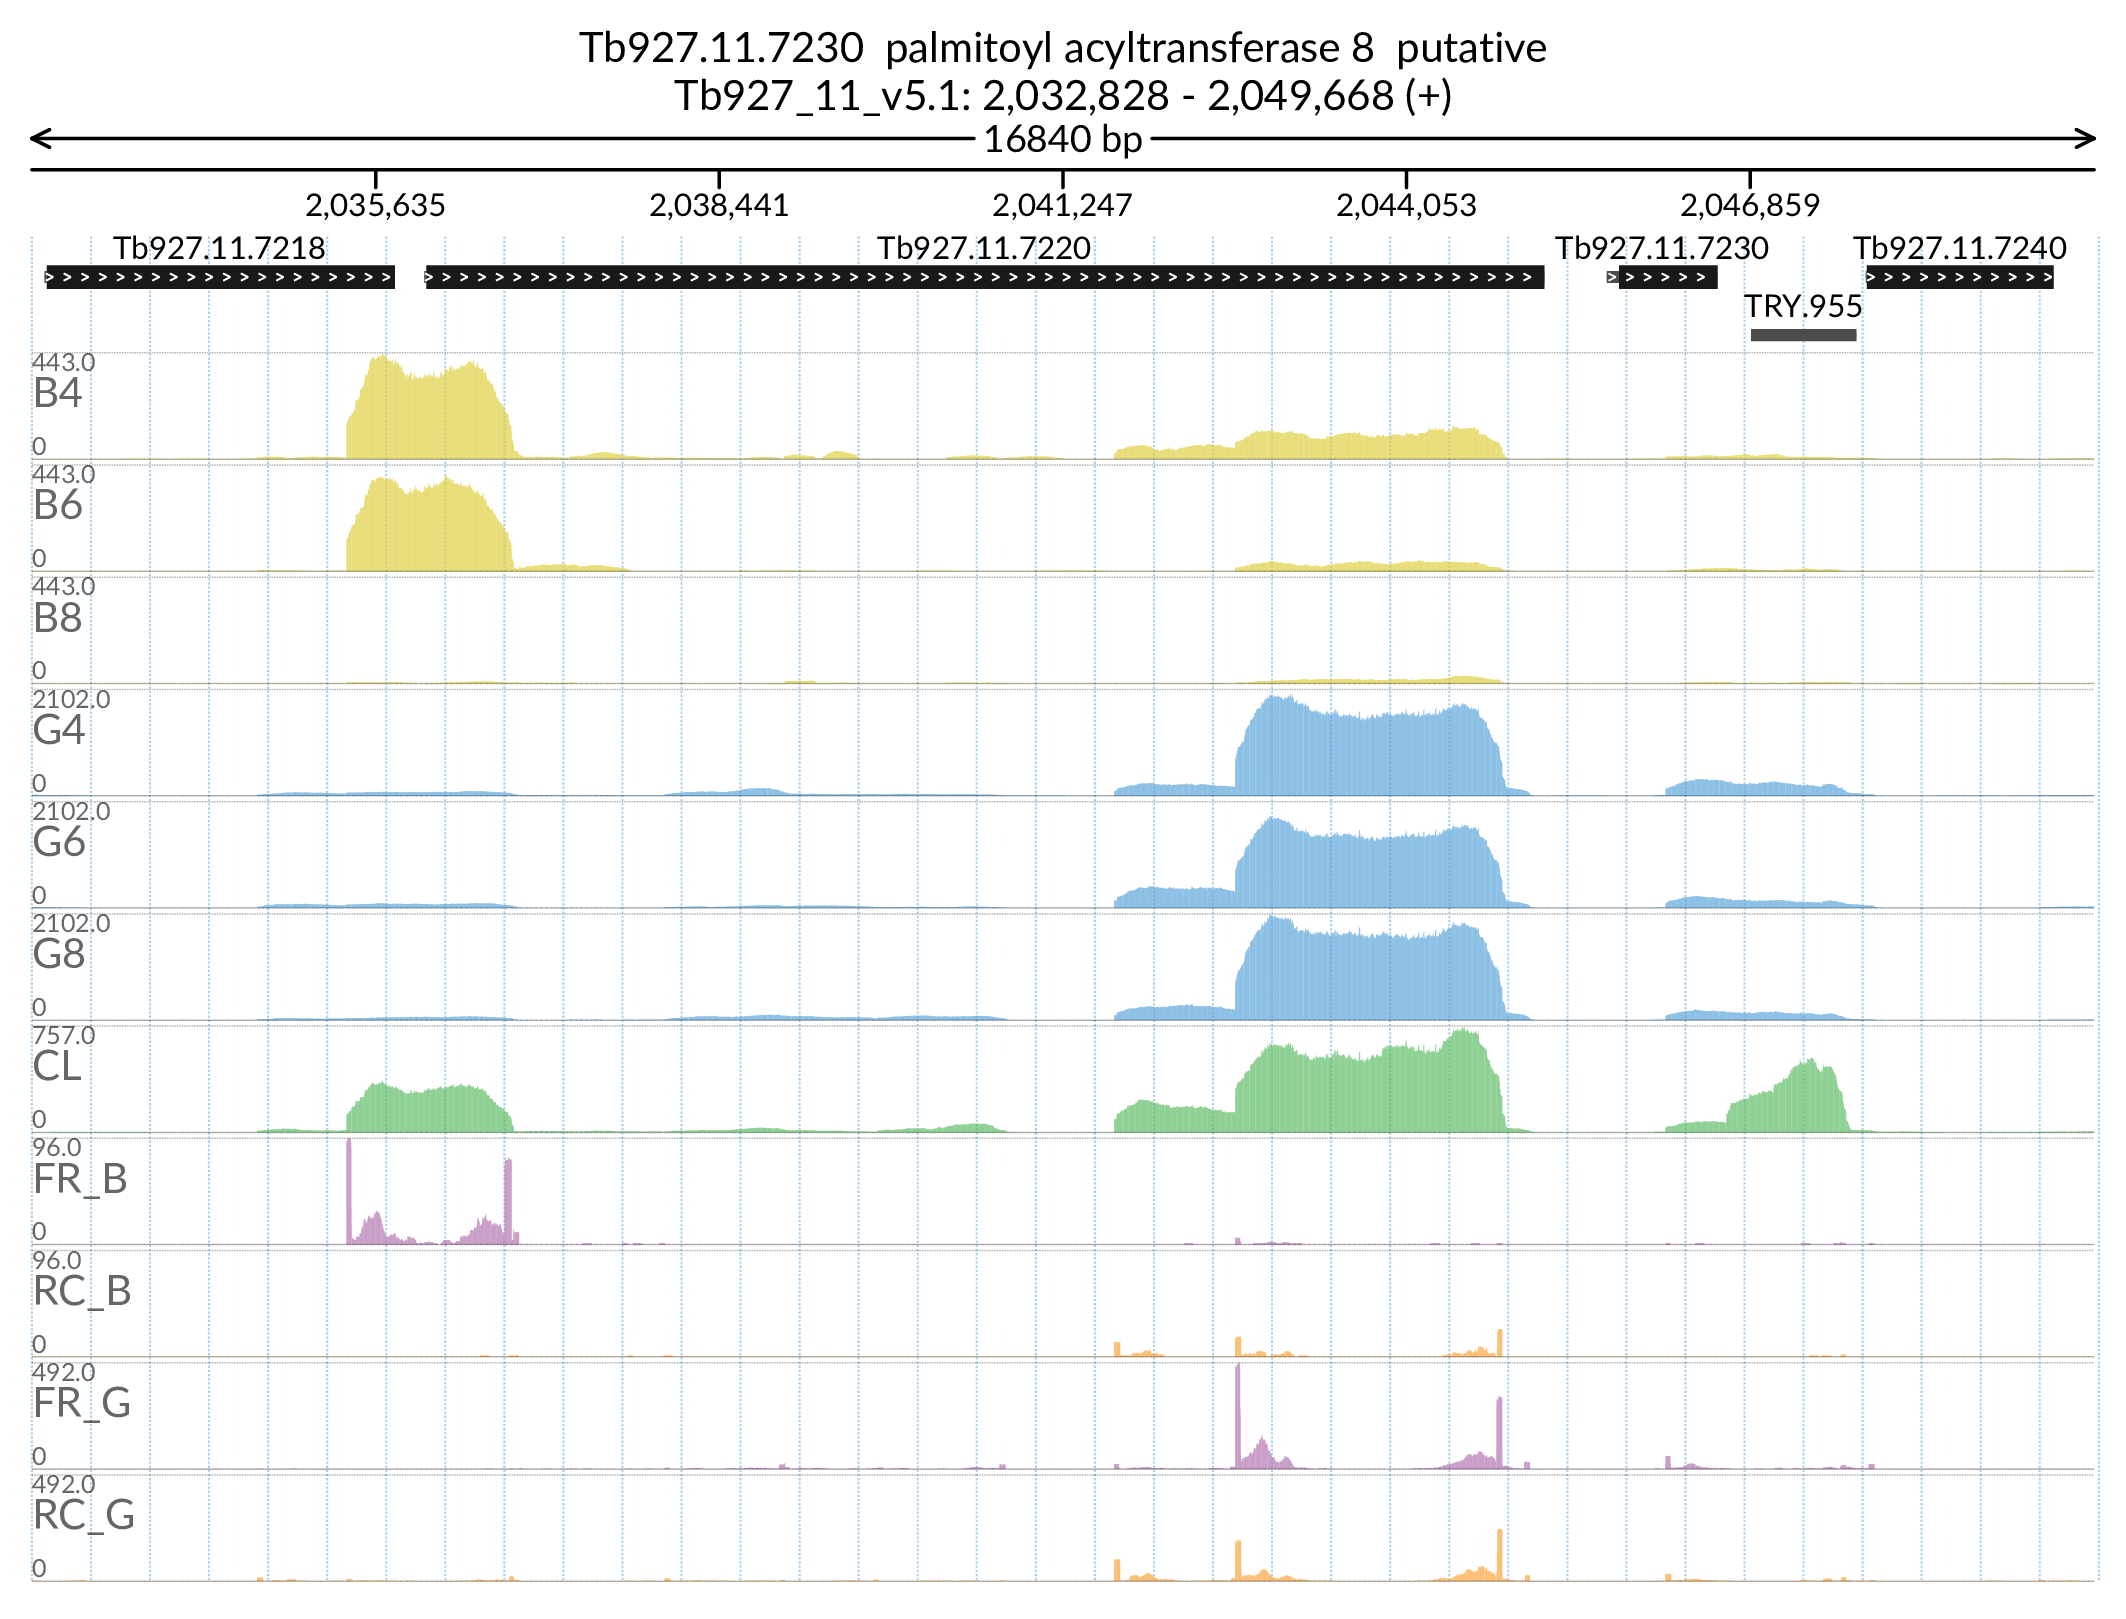 Tb927.11.7230  palmitoyl acyltransferase 8  putative
Tb927_11_v5.1: 2,032,828 - 2,049,668 (+)
16840 bp
2,035,635 2,038,441 2,041,247 2,044,053 2,046,859
Tb927.11.7218 Tb927.11.7220 Tb927.11.7230 Tb927.11.7240
TRY.955
443.0
B4
0
443.0
B6
0
443.0
B8
0
2102.0
G4
0
2102.0
G6
0
2102.0
G8
0
757.0
CL
0
96.0
FR_B
0
96.0
RC_B
0
492.0
FR_G
0
492.0
RC_G
0